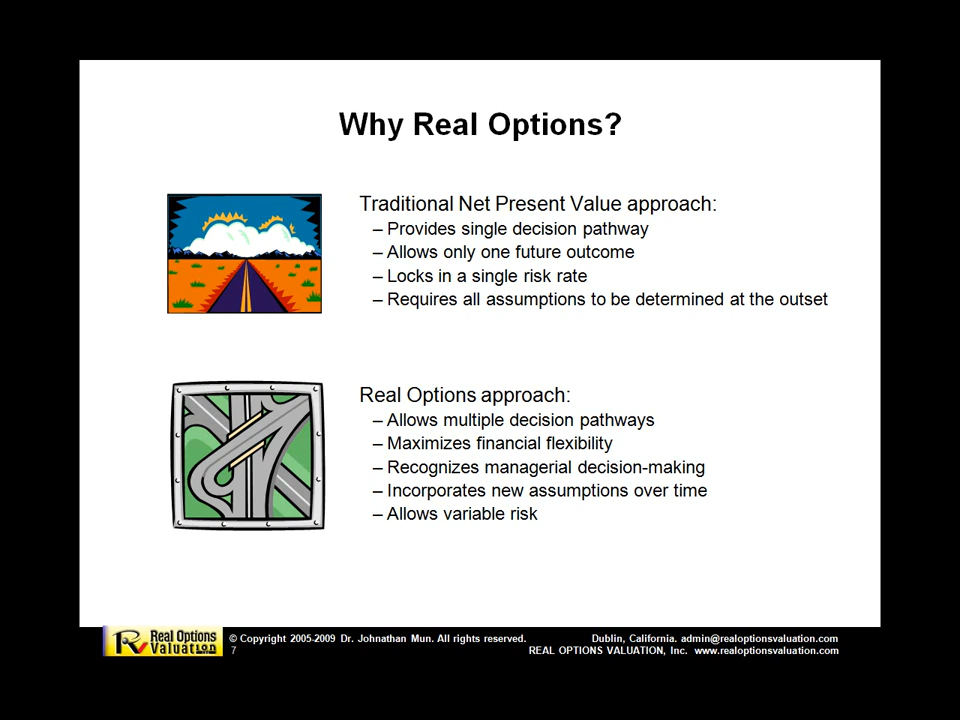 Why Real Options?
Traditional Net Present Value approach:
– Provides single decision pathway
– Allows only one future outcome
– Locks in a single risk rate
– Requires all assumptions to be determined at the outset
Real Options approach:
– Allows multiple decision pathways
– Maximizes financial flexibility
– Recognizes managerial decision-making
– Incorporates new assumptions over time
– Allows variable risk
Real Options
Valuation
© Copyright 2005-2009 Dr. Johnathan Mun. All rights reserved.
7
Dublin, California. admin@realoptionsvaluation.com
REAL OPTIONS VALUATION, Inc. www.realoptionsvaluation.com